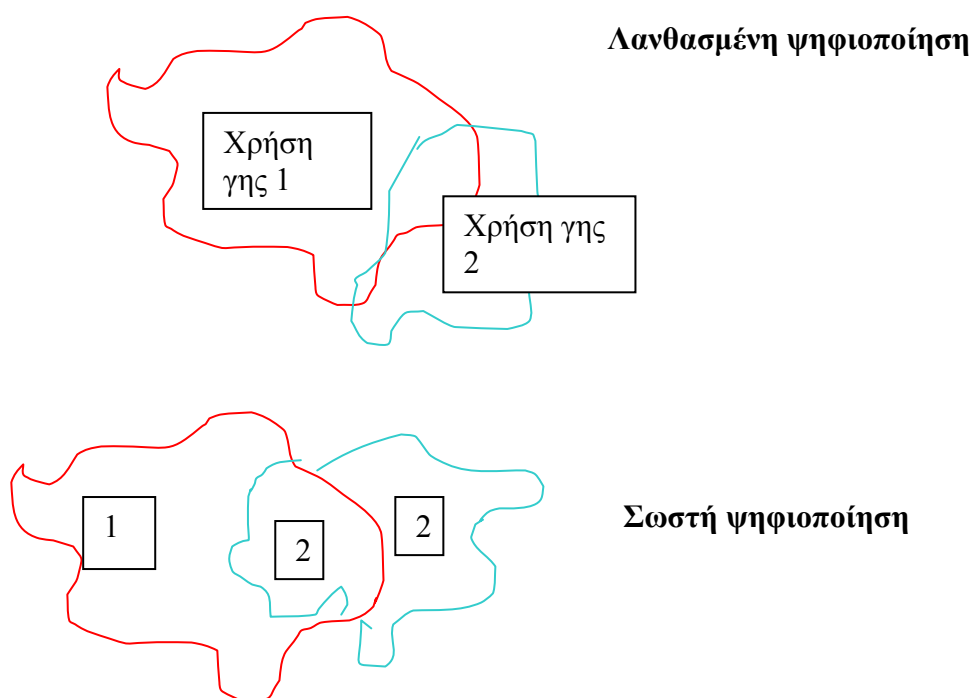 Λανθασμένη ψηφιοποίηση
Χρήση
γης 1
Χρήση γης
2
1
2
2
Σωστή ψηφιοποίηση